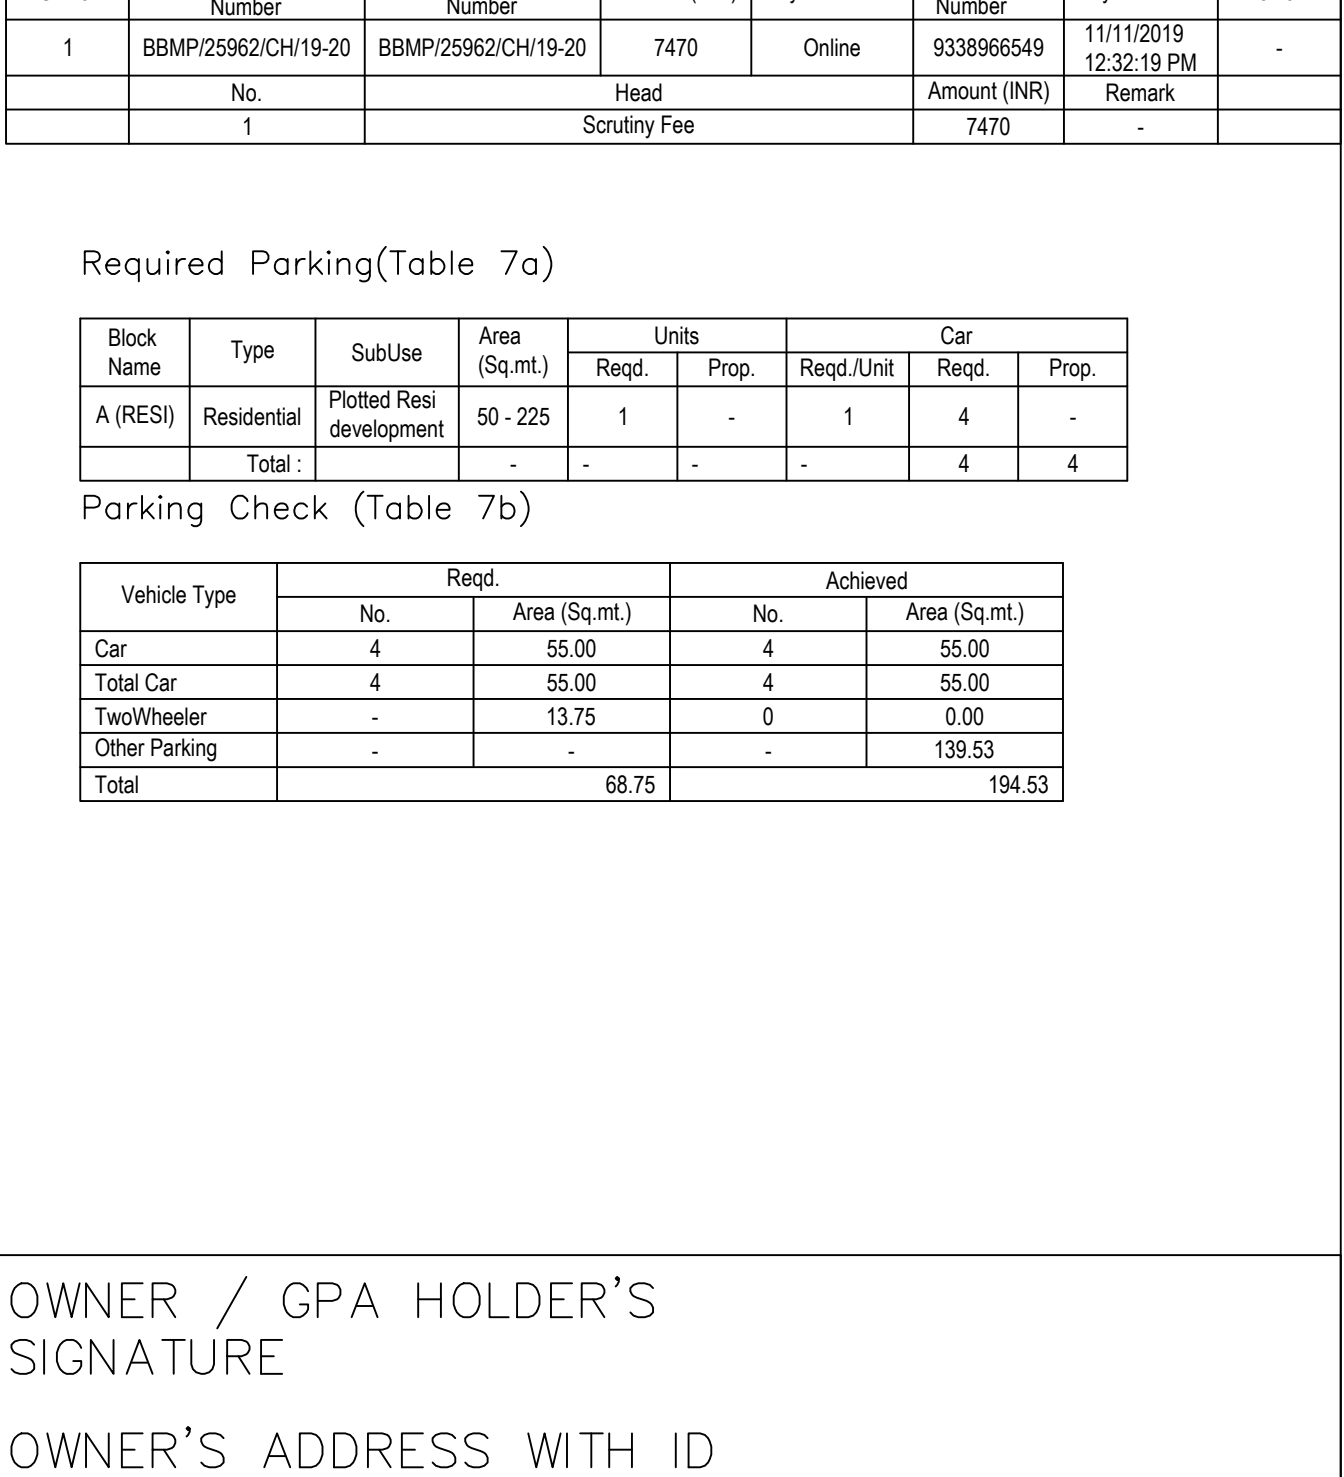 Number Number Number
1 BBMP/25962/CH/19-20 BBMP/25962/CH/19-20 7470 Online 9338966549 11/11/2019 12:32:19 PM -
No. Head Amount (INR) Remark
1 Scrutiny Fee 7470 -
Required Parking(Table 7a)
Block Name Type SubUse Area (Sq.mt.) Units Car
Reqd. Prop. Reqd./Unit Reqd. Prop.
A (RESI) Residential Plotted Resi development 50 - 225 1 - 1 4 -
Total : - - - - 4 4
Parking Check (Table 7b)
Vehicle Type Reqd. Achieved
No. Area (Sq.mt.) No. Area (Sq.mt.)
Car 4 55.00 4 55.00
Total Car 4 55.00 4 55.00
TwoWheeler - 13.75 0 0.00
Other Parking - - - 139.53
Total 68.75 194.53
OWNER / GPA HOLDER'S
SIGNATURE
OWNER'S ADDRESS WITH ID